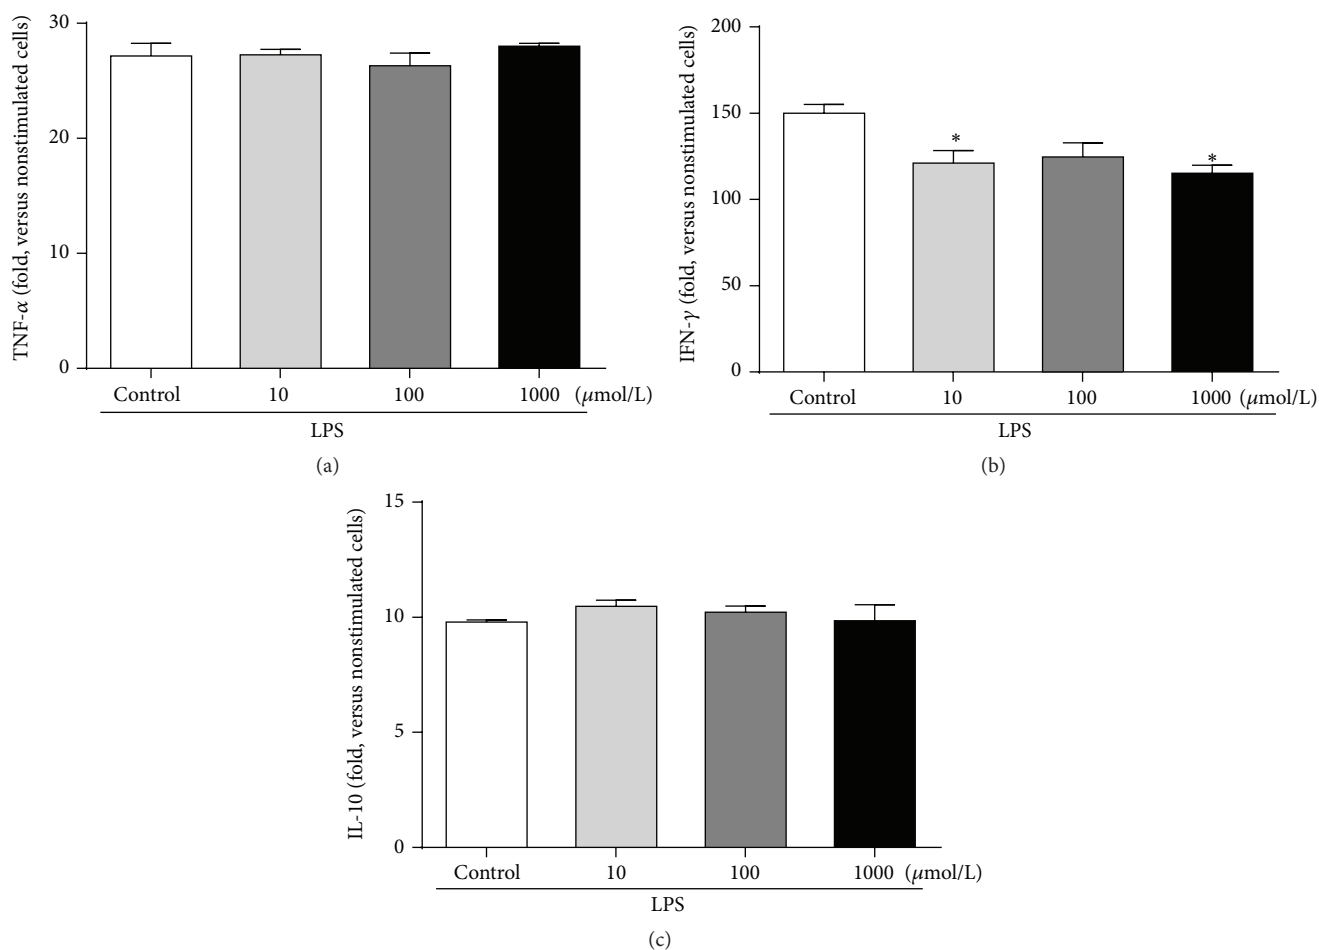 TNF-α (fold, versus nonstimulated cells)
30
20
10
0
Control 10 100 1000 (μmol/L)
LPS
(a)
IFN-γ (fold, versus nonstimulated cells)
200
150
100
50
0
*
*
Control 10 100 1000 (μmol/L)
LPS
(b)
IL-10 (fold, versus nonstimulated cells)
15
10
5
0
Control 10 100 1000 (μmol/L)
LPS
(c)